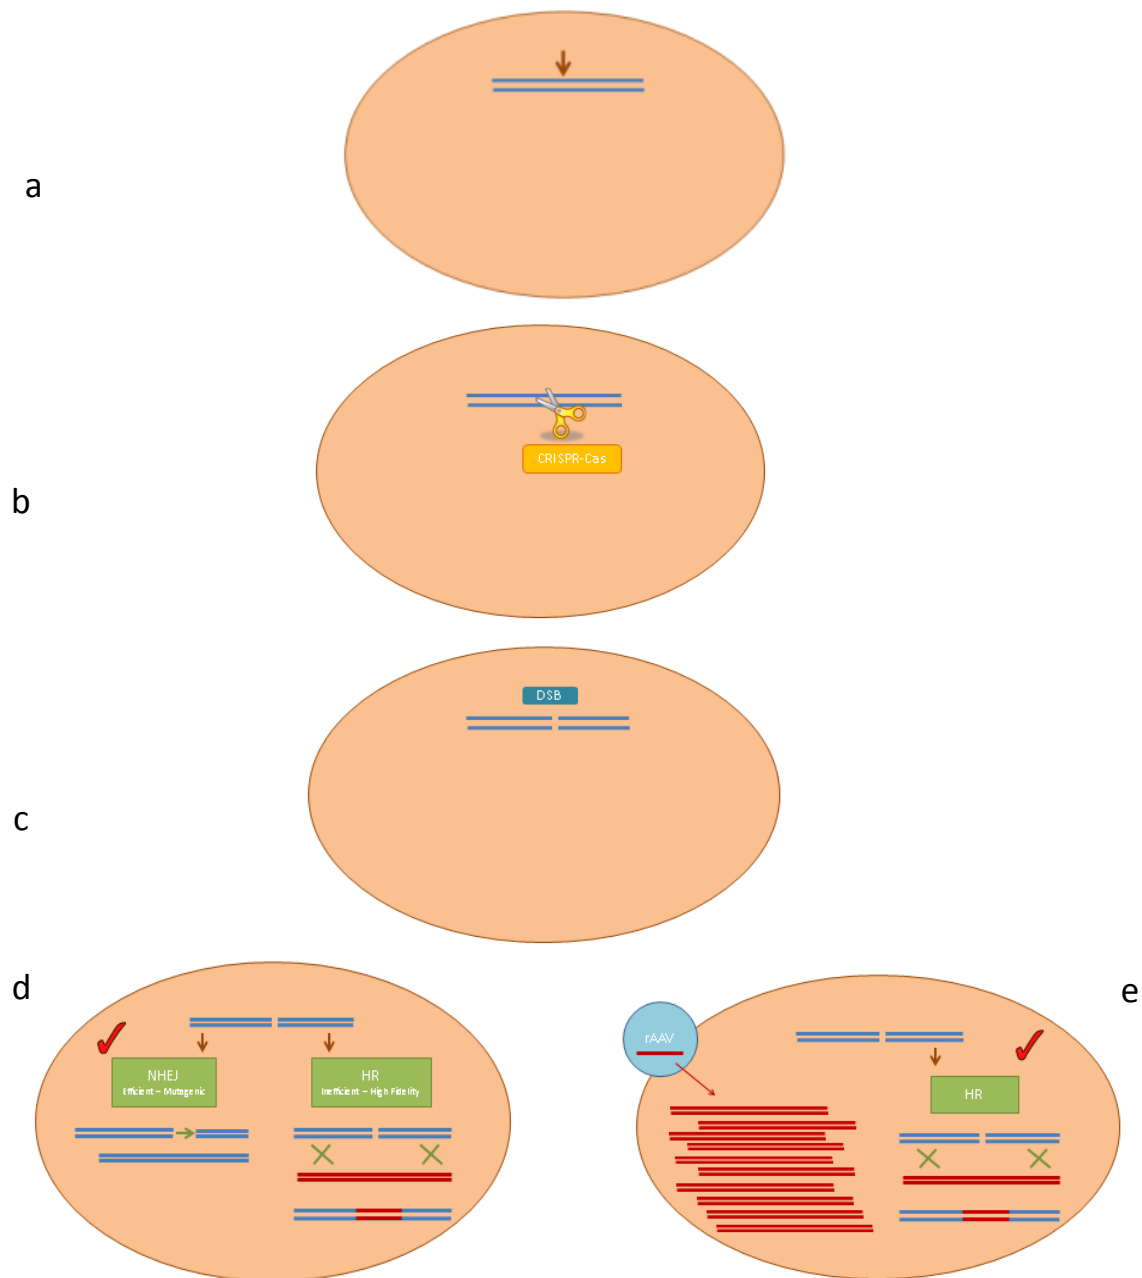 a
b
CRISPR-Cas
c
DSB
d
NHEJ
Efficient – Mutagenic
HR
Inefficient – High Fidelity
e
rAAV
HR